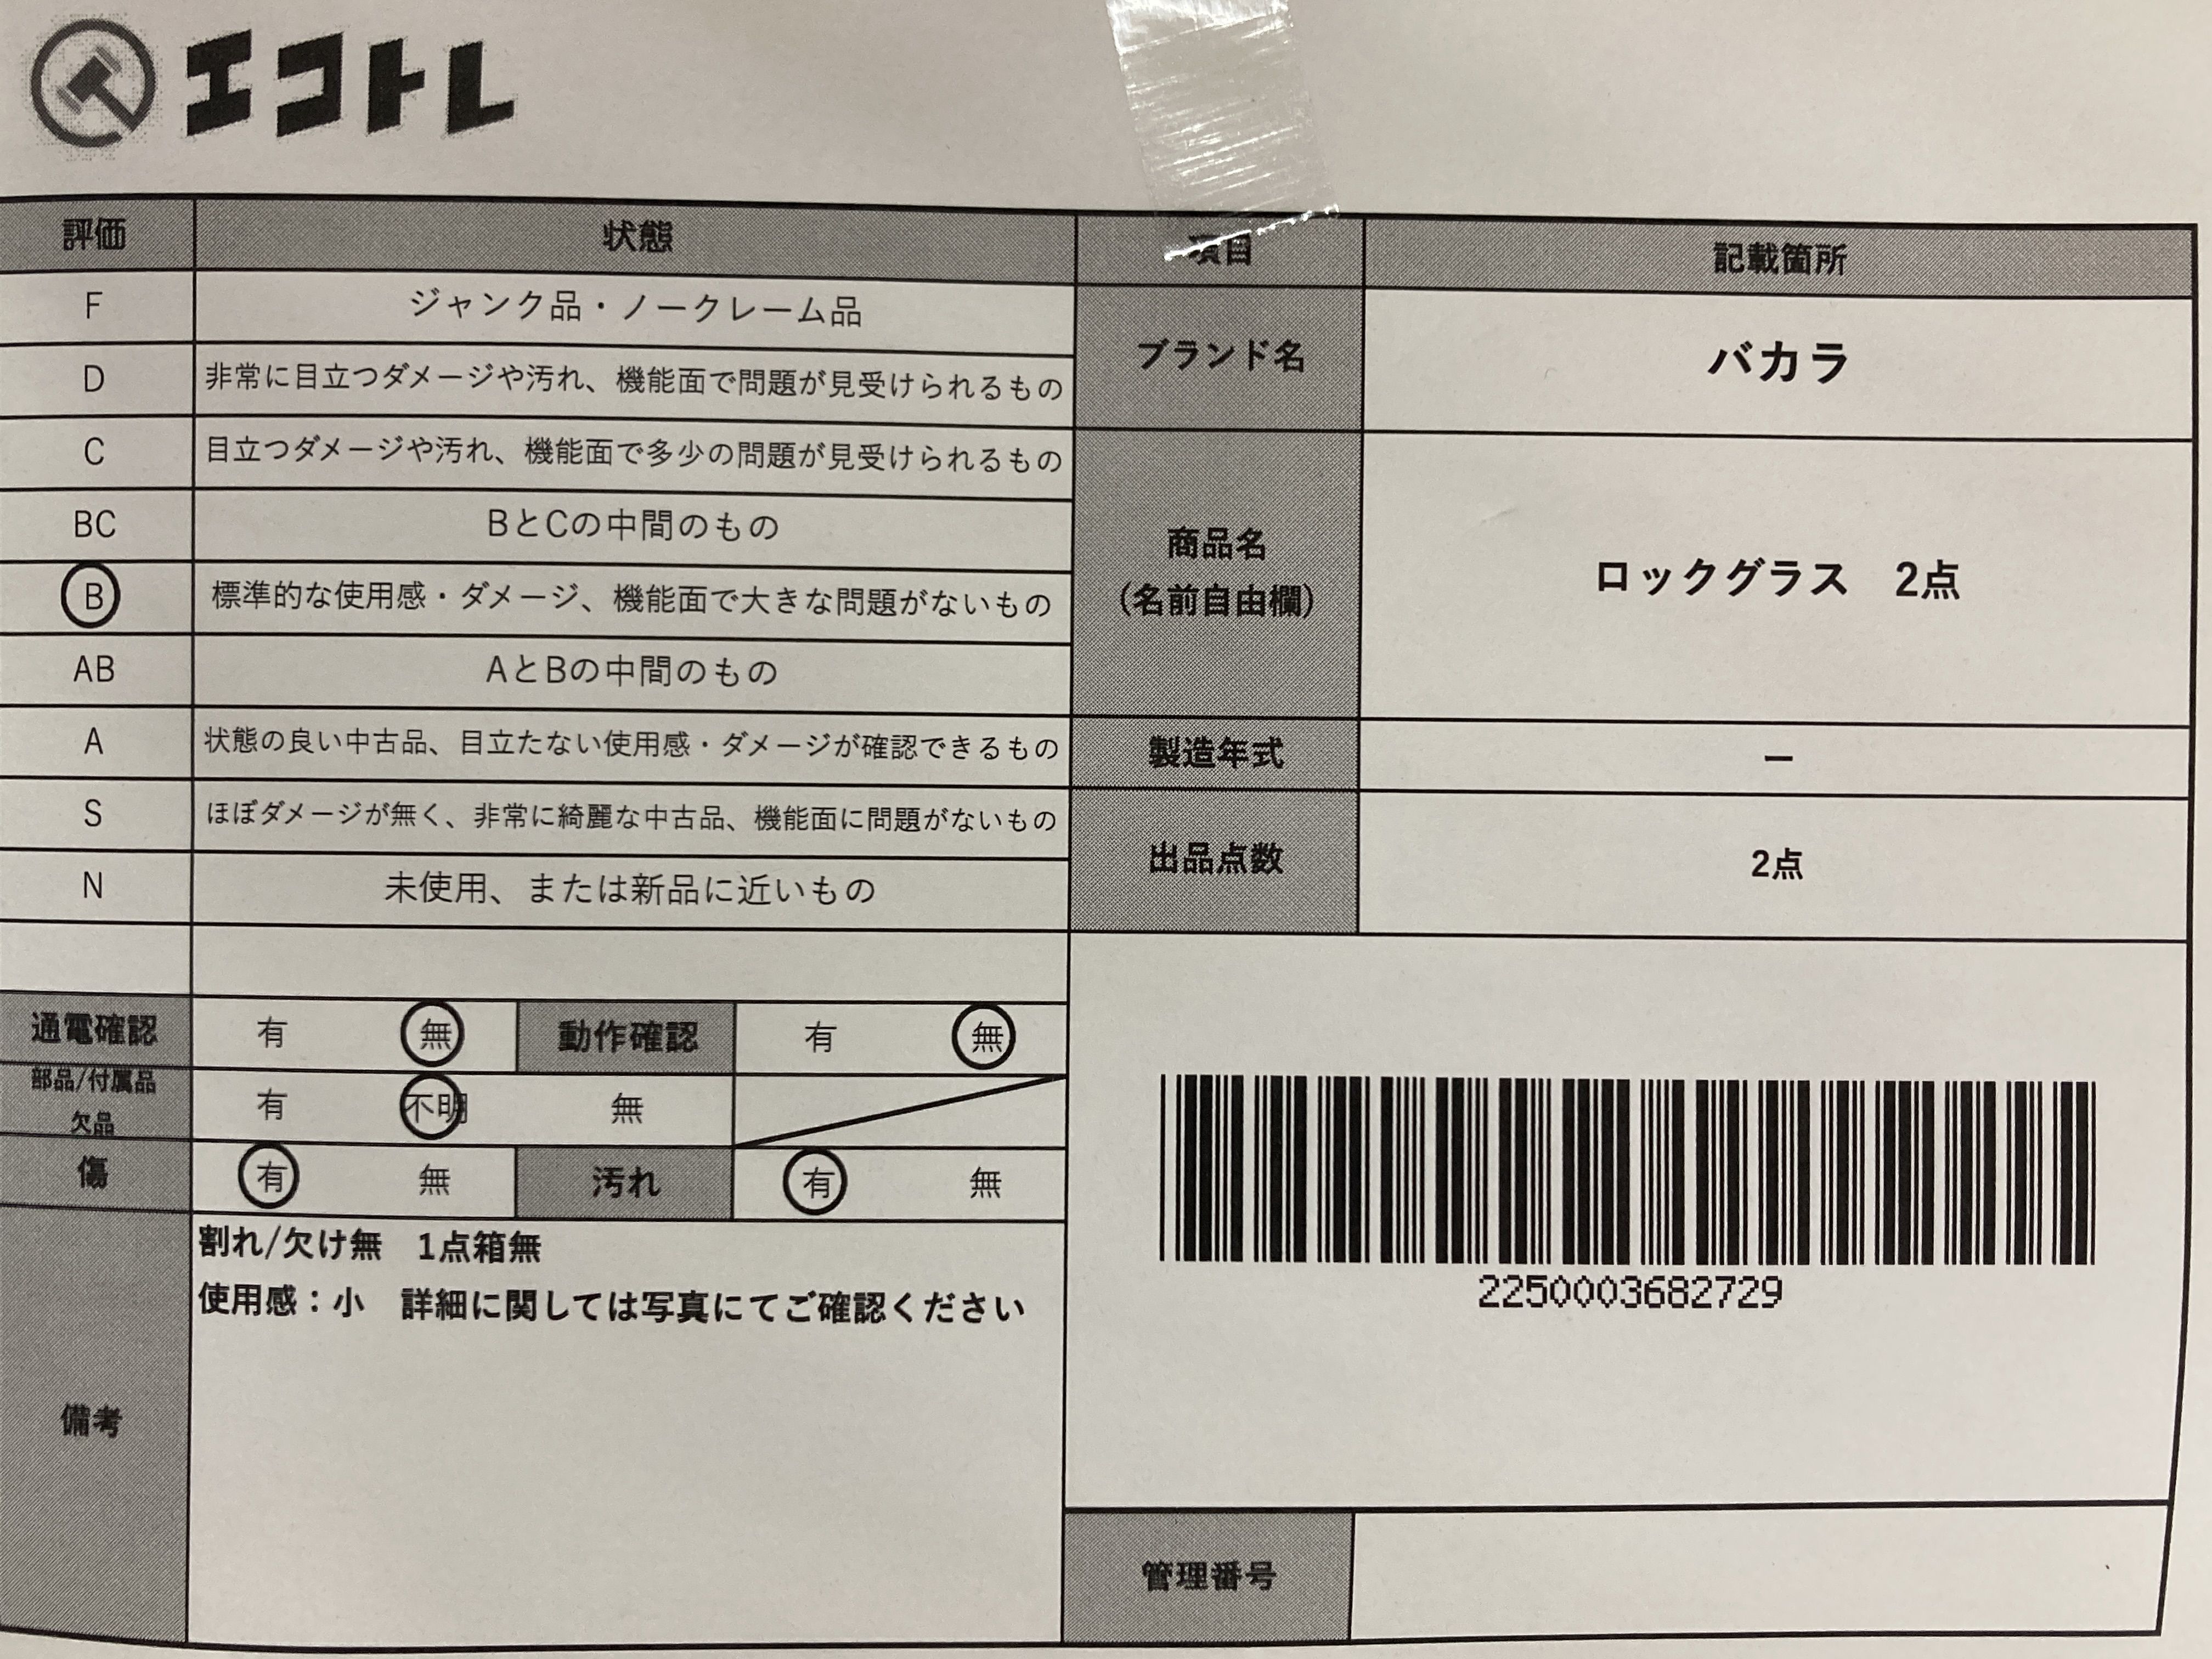 エコトレ
評価 状態
F ジャンク品・ノークレーム品
D 非常に目立つダメージや汚れ、機能面で問題が見受けられるもの
C 目立つダメージや汚れ、機能面で多少の問題が見受けられるもの
BC BとCの中間のもの
B 標準的な使用感・ダメージ、機能面で大きな問題がないもの
AB AとBの中間のもの
A 状態の良い中古品、目立たない使用感・ダメージが確認できるもの
S ほぼダメージが無く、非常に綺麗な中古品、機能面に問題がないもの
N 未使用、または新品に近いもの
通電確認 有 無 動作確認 有 無
部品/付属品
欠品 有 不明 無
傷 有 無 汚れ 有 無
備考
割れ/欠け無 1点箱無
使用感：小 詳細に関しては写真にてご確認ください
項目 記載箇所
ブランド名 バカラ
商品名
（名前自由欄） ロックグラス 2点
製造年式 ー
出品点数 2点
2250003682729
管理番号